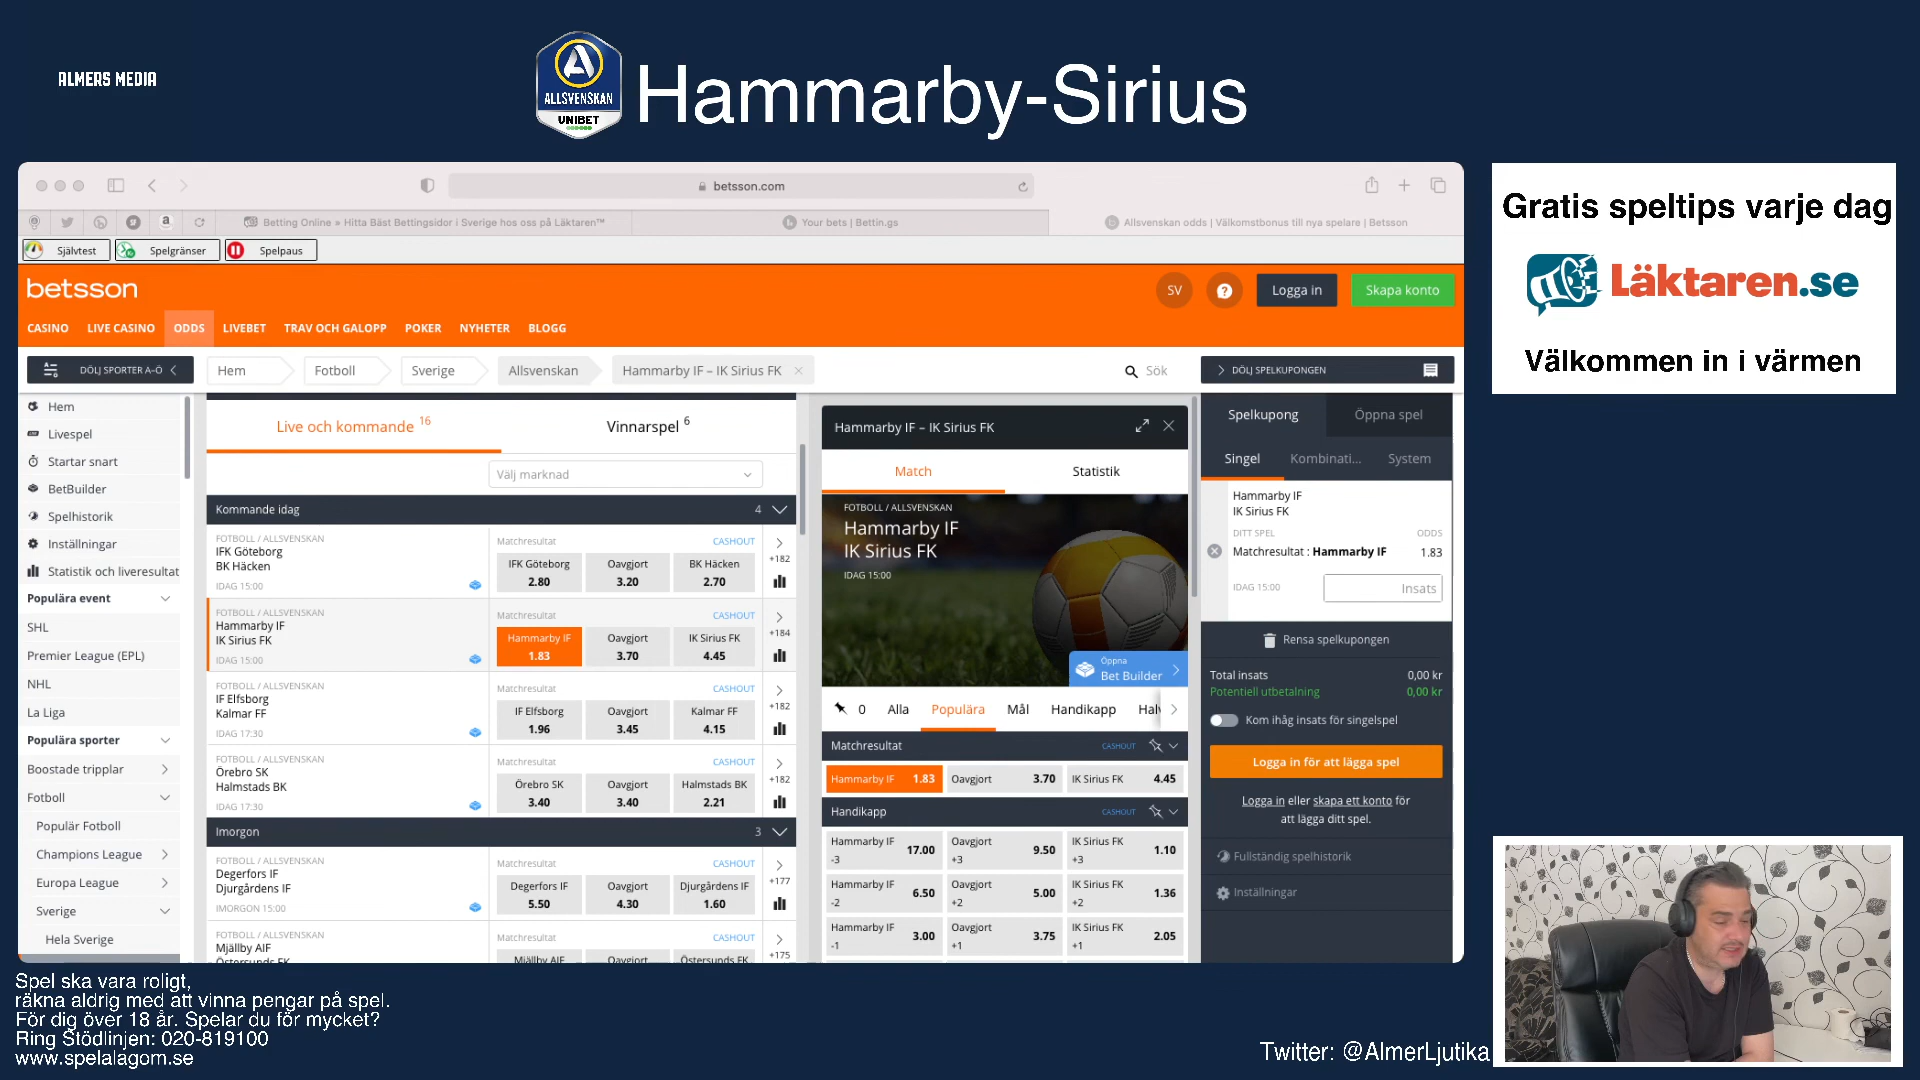 ALMERS MEDIA
A
ALLSVENSKAN
UNIBET
Hammarby-Sirius
betsson.com
Betting Online » Hitta Bäst Bettingsidor i Sverige hos oss på Läktaren™
Your bets | Bettin.gs
Allsvenskan odds | Välkomstbonus till nya spelare | Betsson
Självtest
Spelgränser
Spelpaus
betsson
SV
?
Logga in
Skapa konto
CASINO
LIVE CASINO
ODDS
LIVEBET
TRAV OCH GALOPP
POKER
NYHETER
BLOGG
DÖLJ SPORTER A-Ö
Hem
Fotboll
Sverige
Allsvenskan
Hammarby IF – IK Sirius FK
Sök
DÖLJ SPELKUPONGEN
Hem
Livespel
Startar snart
BetBuilder
Spelhistorik
Inställningar
Statistik och liveresultat
Populära event
SHL
Premier League (EPL)
NHL
La Liga
Populära sporter
Boostade tripplar
Fotboll
Populär Fotboll
Champions League
Europa League
Sverige
Hela Sverige
Live och kommande 16
Vinnarspel 6
Välj marknad
Kommande idag 4
FOTBOLL / ALLSVENSKAN
IFK Göteborg
BK Häcken
IDAG 15:00
Matchresultat CASHOUT
IFK Göteborg Oavgjort BK Häcken
2.80 3.20 2.70
+182
FOTBOLL / ALLSVENSKAN
Hammarby IF
IK Sirius FK
IDAG 15:00
Matchresultat CASHOUT
Hammarby IF Oavgjort IK Sirius FK
1.83 3.70 4.45
+184
FOTBOLL / ALLSVENSKAN
IF Elfsborg
Kalmar FF
IDAG 17:30
Matchresultat CASHOUT
IF Elfsborg Oavgjort Kalmar FF
1.96 3.45 4.15
+182
FOTBOLL / ALLSVENSKAN
Örebro SK
Halmstads BK
IDAG 17:30
Matchresultat CASHOUT
Örebro SK Oavgjort Halmstads BK
3.40 3.40 2.21
+182
Imorgon 3
FOTBOLL / ALLSVENSKAN
Degerfors IF
Djurgårdens IF
IMORGON 15:00
Matchresultat CASHOUT
Degerfors IF Oavgjort Djurgårdens IF
5.50 4.30 1.60
+177
FOTBOLL / ALLSVENSKAN
Mjällby AIF
Östersunds FK
Matchresultat CASHOUT
Mjällby AIF Oavgjort Östersunds FK
+175
Hammarby IF – IK Sirius FK
Match
Statistik
FOTBOLL / ALLSVENSKAN
Hammarby IF
IK Sirius FK
IDAG 15:00
Öppna
Bet Builder
0 Alla Populära Mål Handikapp Halv
Matchresultat CASHOUT
Hammarby IF 1.83 Oavgjort 3.70 IK Sirius FK 4.45
Handikapp CASHOUT
Hammarby IF -3 17.00 Oavgjort +3 9.50 IK Sirius FK +3 1.10
Hammarby IF -2 6.50 Oavgjort +2 5.00 IK Sirius FK +2 1.36
Hammarby IF -1 3.00 Oavgjort +1 3.75 IK Sirius FK +1 2.05
Spelkupong
Öppna spel
Singel
Kombinati...
System
Hammarby IF
IK Sirius FK
DITT SPEL ODDS
Matchresultat : Hammarby IF 1.83
IDAG 15:00
Insats
Rensa spelkupongen
Total insats 0,00 kr
Potentiell utbetalning 0,00 kr
Kom ihåg insats för singelspel
Logga in för att lägga spel
Logga in eller skapa ett konto för
att lägga ditt spel.
Fullständig spelhistorik
Inställningar
Gratis speltips varje dag
Läktaren.se
Välkommen in i värmen
Spel ska vara roligt,
räkna aldrig med att vinna pengar på spel.
För dig över 18 år. Spelar du för mycket?
Ring Stödlinjen: 020-819100
www.spelalagom.se
Twitter: @AlmerLjutika